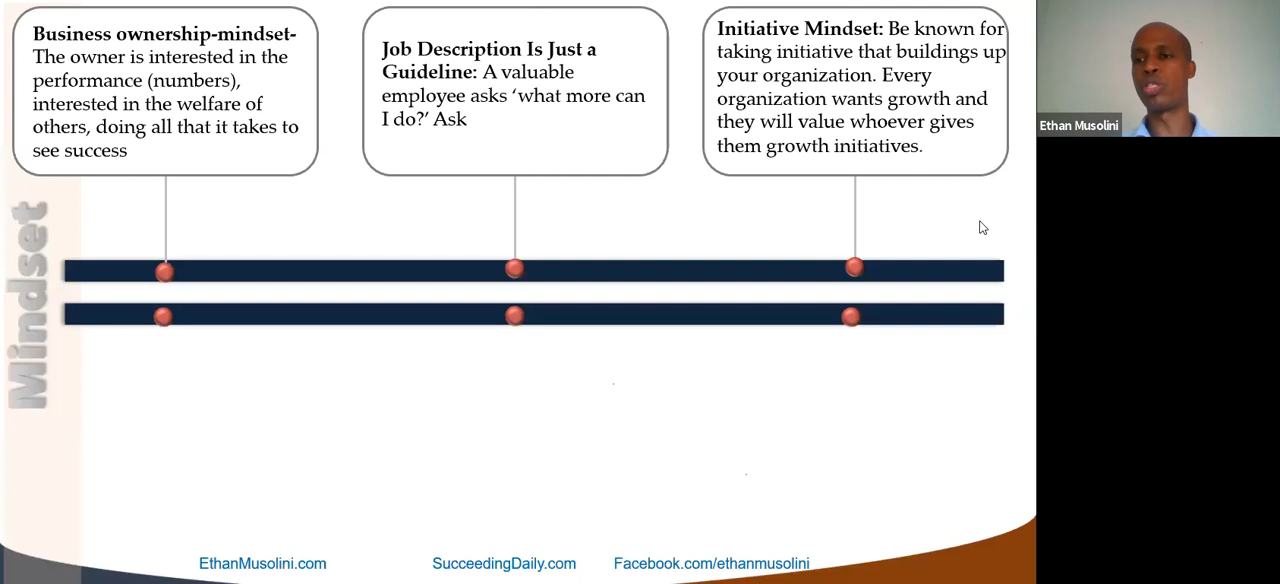 Business ownership-mindset-
The owner is interested in the
performance (numbers),
interested in the welfare of
others, doing all that it takes to
see success
Job Description Is Just a
Guideline: A valuable
employee asks ‘what more can
I do?’ Ask
Initiative Mindset: Be known for
taking initiative that buildings up
your organization. Every
organization wants growth and
they will value whoever gives
them growth initiatives.
Ethan Musolini
Mindset
EthanMusolini.com
SucceedingDaily.com
Facebook.com/ethanmusolini